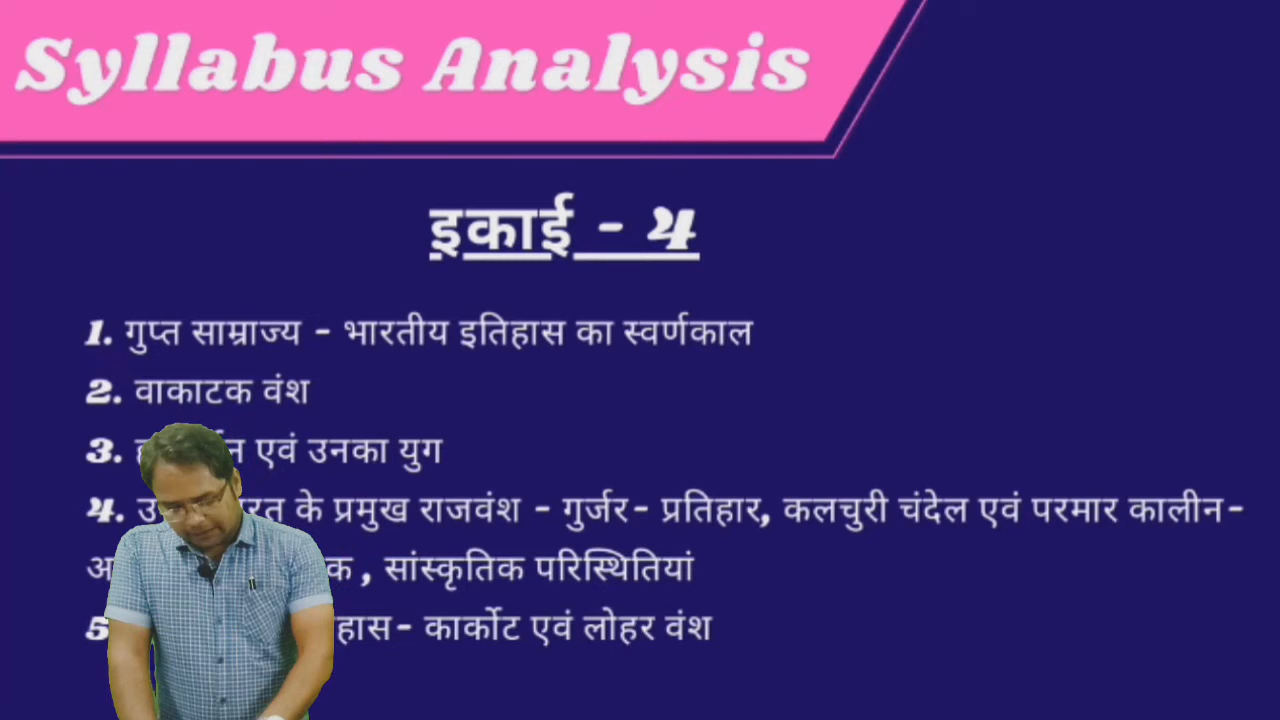 Syllabus Analysis
इकाई - 4
1. गुप्त साम्राज्य - भारतीय इतिहास का स्वर्णकाल
2. वाकाटक वंश
3. एवं उनका युग
4. के प्रमुख राजवंश - गुर्जर- प्रतिहार, कलचुरी चंदेल एवं परमार कालीन-
, सांस्कृतिक परिस्थितियां
5 - कार्कोट एवं लोहर वंश